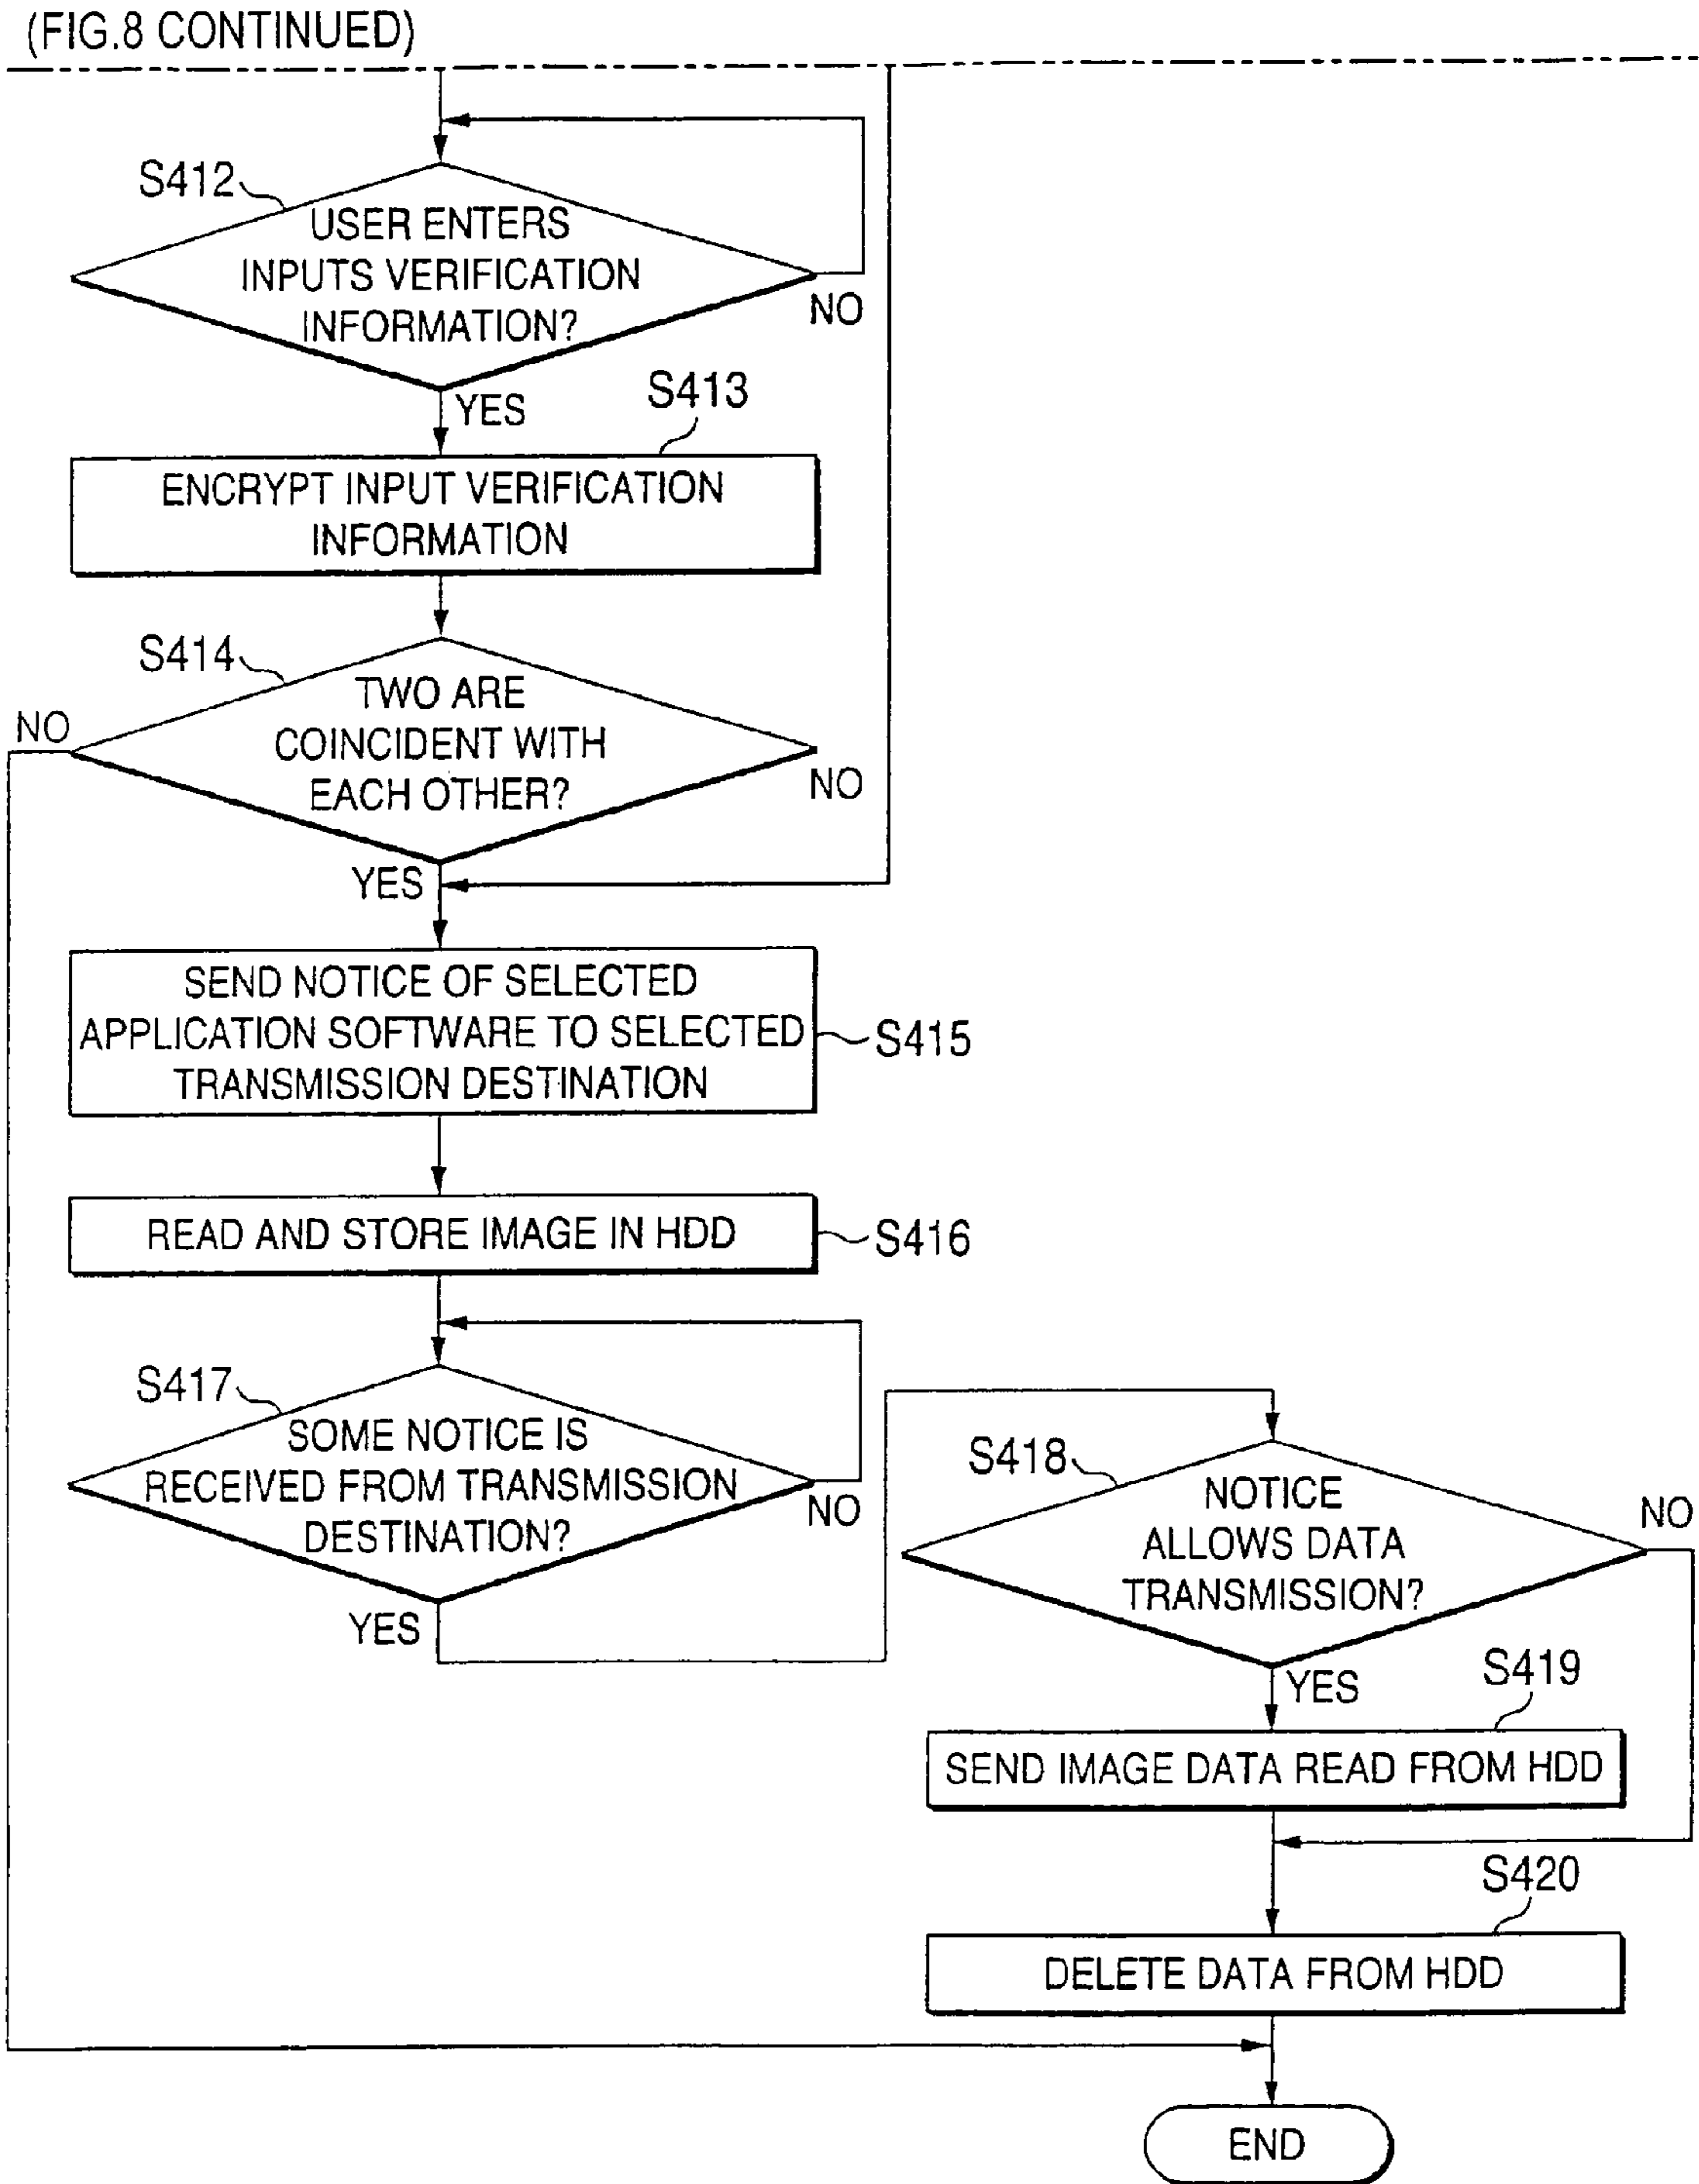 (FIG.8 CONTINUED)
S412
USER ENTERS
INPUTS VERIFICATION
INFORMATION?
NO
YES
S413
ENCRYPT INPUT VERIFICATION
INFORMATION
S414
TWO ARE
COINCIDENT WITH
EACH OTHER?
NO
NO
YES
SEND NOTICE OF SELECTED
APPLICATION SOFTWARE TO SELECTED
TRANSMISSION DESTINATION
S415
READ AND STORE IMAGE IN HDD
S416
S417
SOME NOTICE IS
RECEIVED FROM TRANSMISSION
DESTINATION?
NO
YES
S418
NOTICE
ALLOWS DATA
TRANSMISSION?
NO
YES
S419
SEND IMAGE DATA READ FROM HDD
S420
DELETE DATA FROM HDD
END